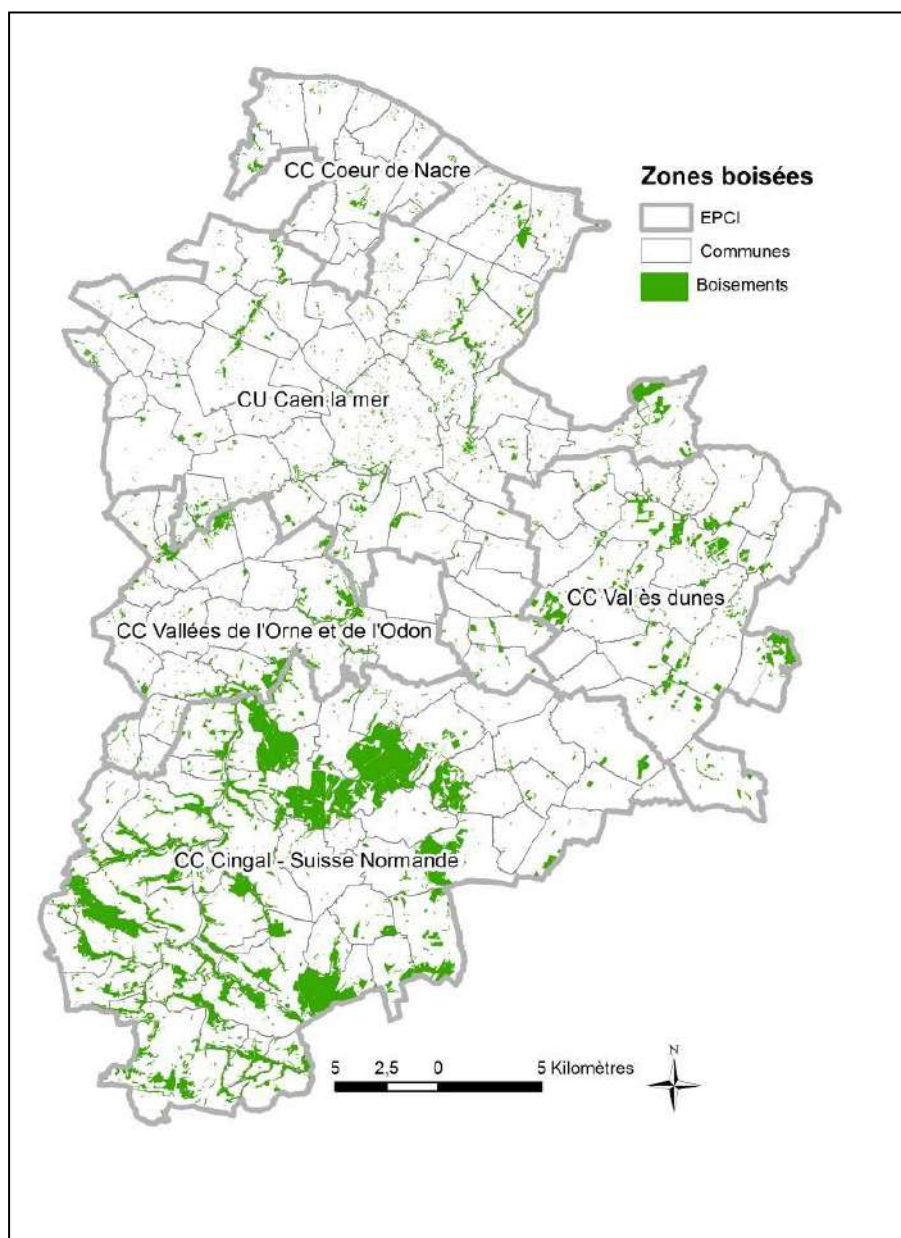 CC Coeur de Nacre
Zones boisées
EPCI
Communes
Boisements
CU Caen la mer
CC Val ès dunes
CC Vallées de l'Orne et de l'Odon
CC Cingal - Suisse Normande
N
5 2,5 0 5 Kilomètres